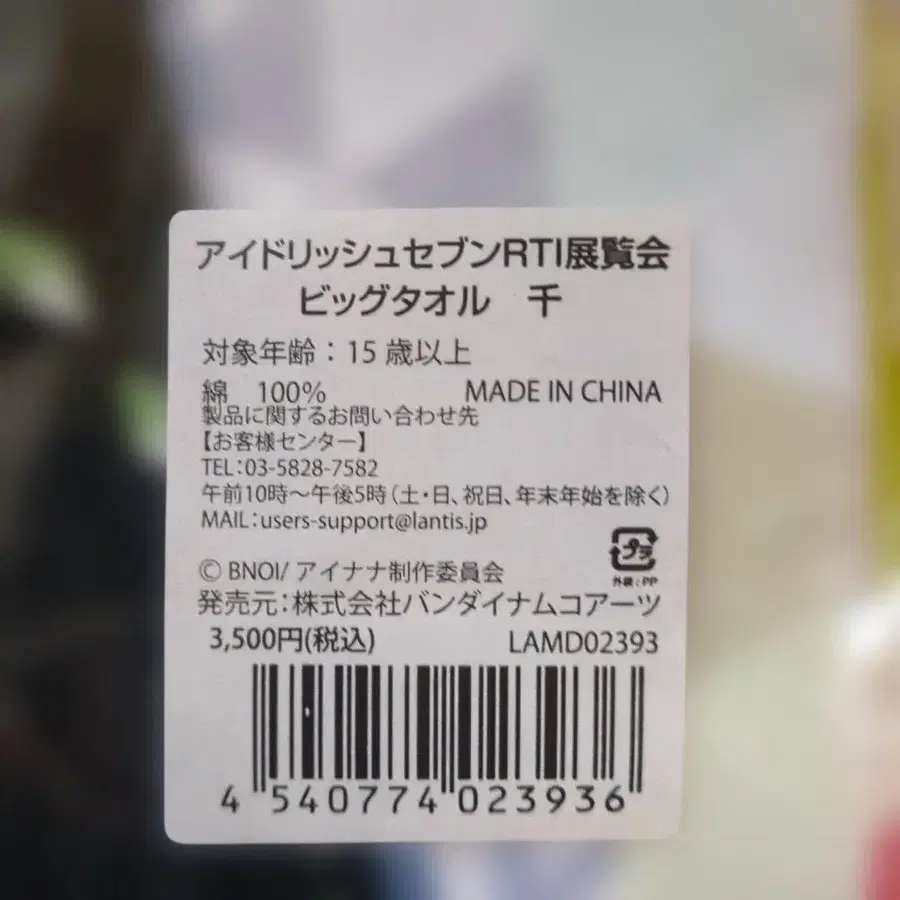 アイドリッシュセブンRTI展覧会
ビッグタオル　千
対象年齢：15 歳以上
綿　100%　MADE IN CHINA
製品に関するお問い合わせ先
【お客様センター】
TEL：03-5828-7582
午前10時～午後5時（土・日、祝日、年末年始を除く）
MAIL：users-support@lantis.jp
プラ
外袋：PP
© BNOI/ アイナナ制作委員会
発売元：株式会社バンダイナムコアーツ
3,500円(税込)　LAMD02393
4 540774 023936